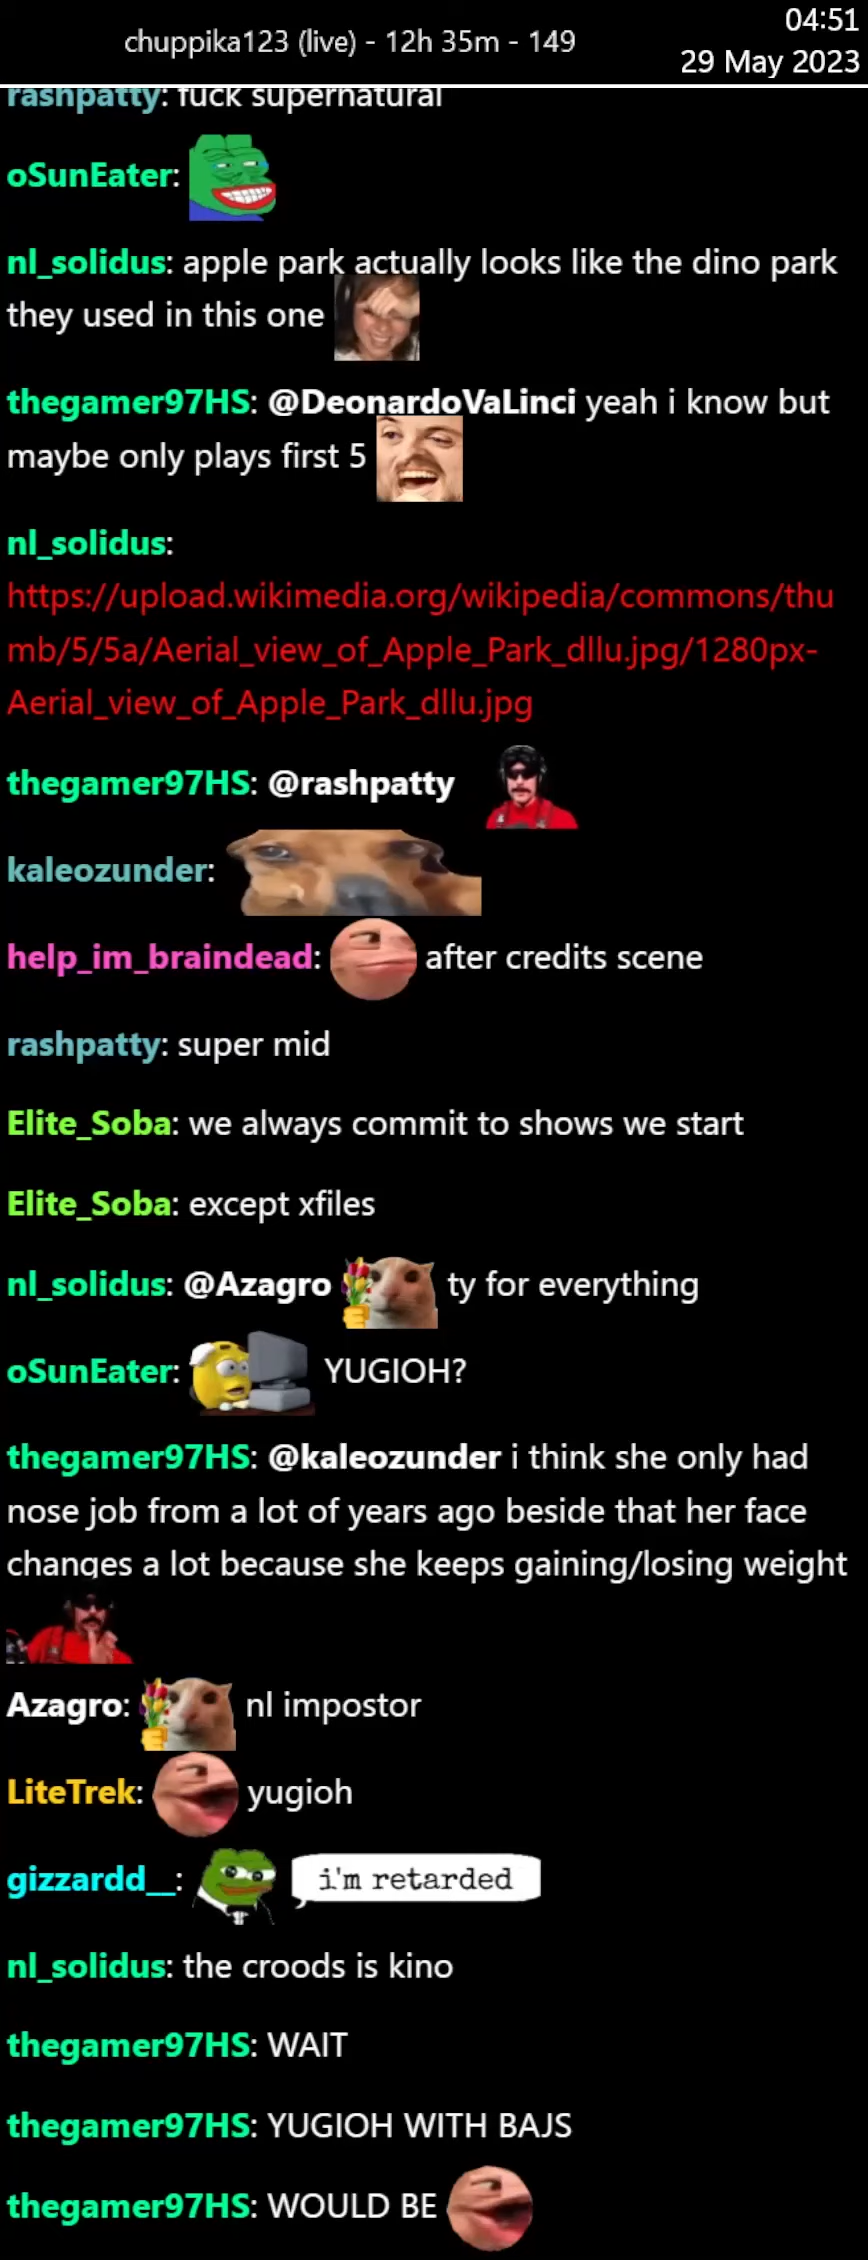 04:51
chuppika123 (live) - 12h 35m - 149
29 May 2023
rashpatty: fuck supernatural
oSunEater:
nl_solidus: apple park actually looks like the dino park
they used in this one
thegamer97HS: @DeonardoVaLinci yeah i know but
maybe only plays first 5
nl_solidus:
https://upload.wikimedia.org/wikipedia/commons/thu
mb/5/5a/Aerial_view_of_Apple_Park_dllu.jpg/1280px-
Aerial_view_of_Apple_Park_dllu.jpg
thegamer97HS: @rashpatty
kaleozunder:
help_im_braindead: after credits scene
rashpatty: super mid
Elite_Soba: we always commit to shows we start
Elite_Soba: except xfiles
nl_solidus: @Azagro ty for everything
oSunEater: YUGIOH?
thegamer97HS: @kaleozunder i think she only had
nose job from a lot of years ago beside that her face
changes a lot because she keeps gaining/losing weight
Azagro: nl impostor
LiteTrek: yugioh
gizzardd__: i'm retarded
nl_solidus: the croods is kino
thegamer97HS: WAIT
thegamer97HS: YUGIOH WITH BAJS
thegamer97HS: WOULD BE